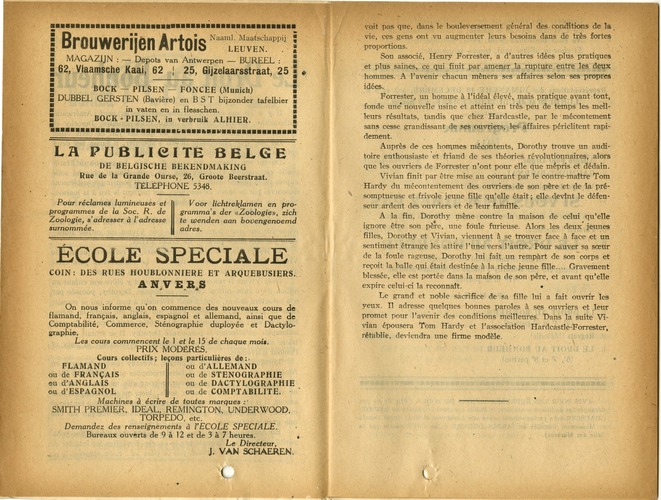 Brouwerijen Artois Naaml. Maatschappij
LEUVEN.
MAGAZIJN : — Depots van Antwerpen — BUREEL :
62, Vlaamsche Kaai, 62 — 25, Gijzelaarsstraat, 25
BOCK — PILSEN — FONCÉE (Munich)
DUBBEL GERSTEN (Bavière) en B S T bijzonder tafelbier
in vaten en in flesschen.
BOCK - PILSEN, in verbruik ALHIER.
LA PUBLICITE BELGE
DE BELGISCHE BEKENDMAKING
Rue de la Grande Ourse, 26, Groote Beerstraat.
TELEPHONE 5348.
Pour réclames lumineuses et
programmes de la Soc. R. de
Zoologie, s'adresser à l'adresse
surnommée.
Voor lichtreklamen en pro-
gramma's der «Zoologie», zich
te wenden aan bovengenoemd
adres.
ÉCOLE SPECIALE
COIN : DES RUES HOUBLONNIERE ET ARQUEBUSIERS.
ANVERS
On nous informe qu'on commence des nouveaux cours de
flamand, français, anglais, espagnol et allemand, ainsi que de
Comptabilité, Commerce, Sténographie duployée et Dactylo-
graphie.
Les cours commencent le 1 et le 15 de chaque mois.
PRIX MODÉRÉS.
Cours collectifs; leçons particulières de :
FLAMAND
ou de FRANÇAIS
ou d'ANGLAIS
ou d'ESPAGNOL
ou d'ALLEMAND
ou de STENOGRAPHIE
ou de DACTYLOGRAPHIE
ou de COMPTABILITE.
Machines à écrire de toutes marques :
SMITH PREMIER, IDEAL, REMINGTON, UNDERWOOD,
TORPEDO, etc.
Demandez des renseignements à l'ECOLE SPECIALE.
Bureaux ouverts de 9 à 12 et de 3 à 7 heures.
Le Directeur,
J. VAN SCHAEREN.
voit pas que, dans le bouleversement général des conditions de la
vie, ces gens ont vu augmenter leurs besoins dans de très fortes
proportions.
Son associé, Henry Forrester, a d'autres idées plus pratiques
et plus saines, ce qui finit par amener la rupture entre les deux
hommes. A l'avenir chacun mènera ses affaires selon ses propres
idées.
Forrester, un homme à l'idéal élevé, mais pratique avant tout,
fonde une nouvelle usine et atteint en très peu de temps les meil-
leurs résultats, tandis que chez Hardcastle, par le mécontement
sans cesse grandissant de ses ouvriers, les affaires périclitent rapi-
dement.
Auprès de ces hommes mécontents, Dorothy trouve un audi-
toire enthousiaste et friand de ses théories révolutionnaires, alors
que les ouvriers de Forrester n'ont pour elle que mépris et dédain.
Vivian finit par être mise au courant par le contre-maître Tom
Hardy du mécontentement des ouvriers de son père et de la pré-
somptueuse et frivole jeune fille qu'elle était; elle devint le défen-
seur ardent des ouvriers et de leur famille.
A la fin, Dorothy mène contre la maison de celui qu'elle
ignore être son père, une foule furieuse. Alors les deux jeunes
filles, Dorothy et Vivian, viennent à se trouver face à face et un
sentiment étrange les attire l'une vers l'autre. Pour sauver sa sœur
de la foule rageuse, Dorothy lui fait un rempart de son corps et
reçoit la bulle qui était destinée à la riche jeune fille.... Gravement
blessée, elle est portée dans la maison de son père, et avant qu'elle
expire celui-ci la reconnaît.
Le grand et noble sacrifice de sa fille lui a fait ouvrir les
yeux. Il adresse quelques bonnes paroles à ses ouvriers et leur
promet pour l'avenir des conditions meilleures. Dans la suite Vi-
vian épousera Tom Hardy et l'association Hardcastle-Forrester,
rétablie, deviendra une firme modèle.